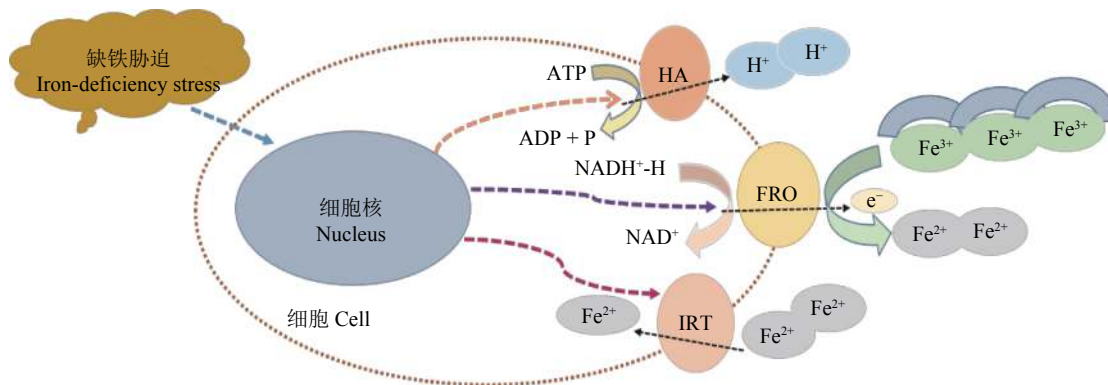 缺铁胁迫
Iron-deficiency stress
ATP
HA
H⁺
H⁺
ADP + P
Fe³⁺
Fe³⁺
Fe³⁺
NADH⁺-H
细胞核
Nucleus
FRO
e⁻
NAD⁺
Fe²⁺
Fe²⁺
细胞 Cell
Fe²⁺
IRT
Fe²⁺
Fe²⁺